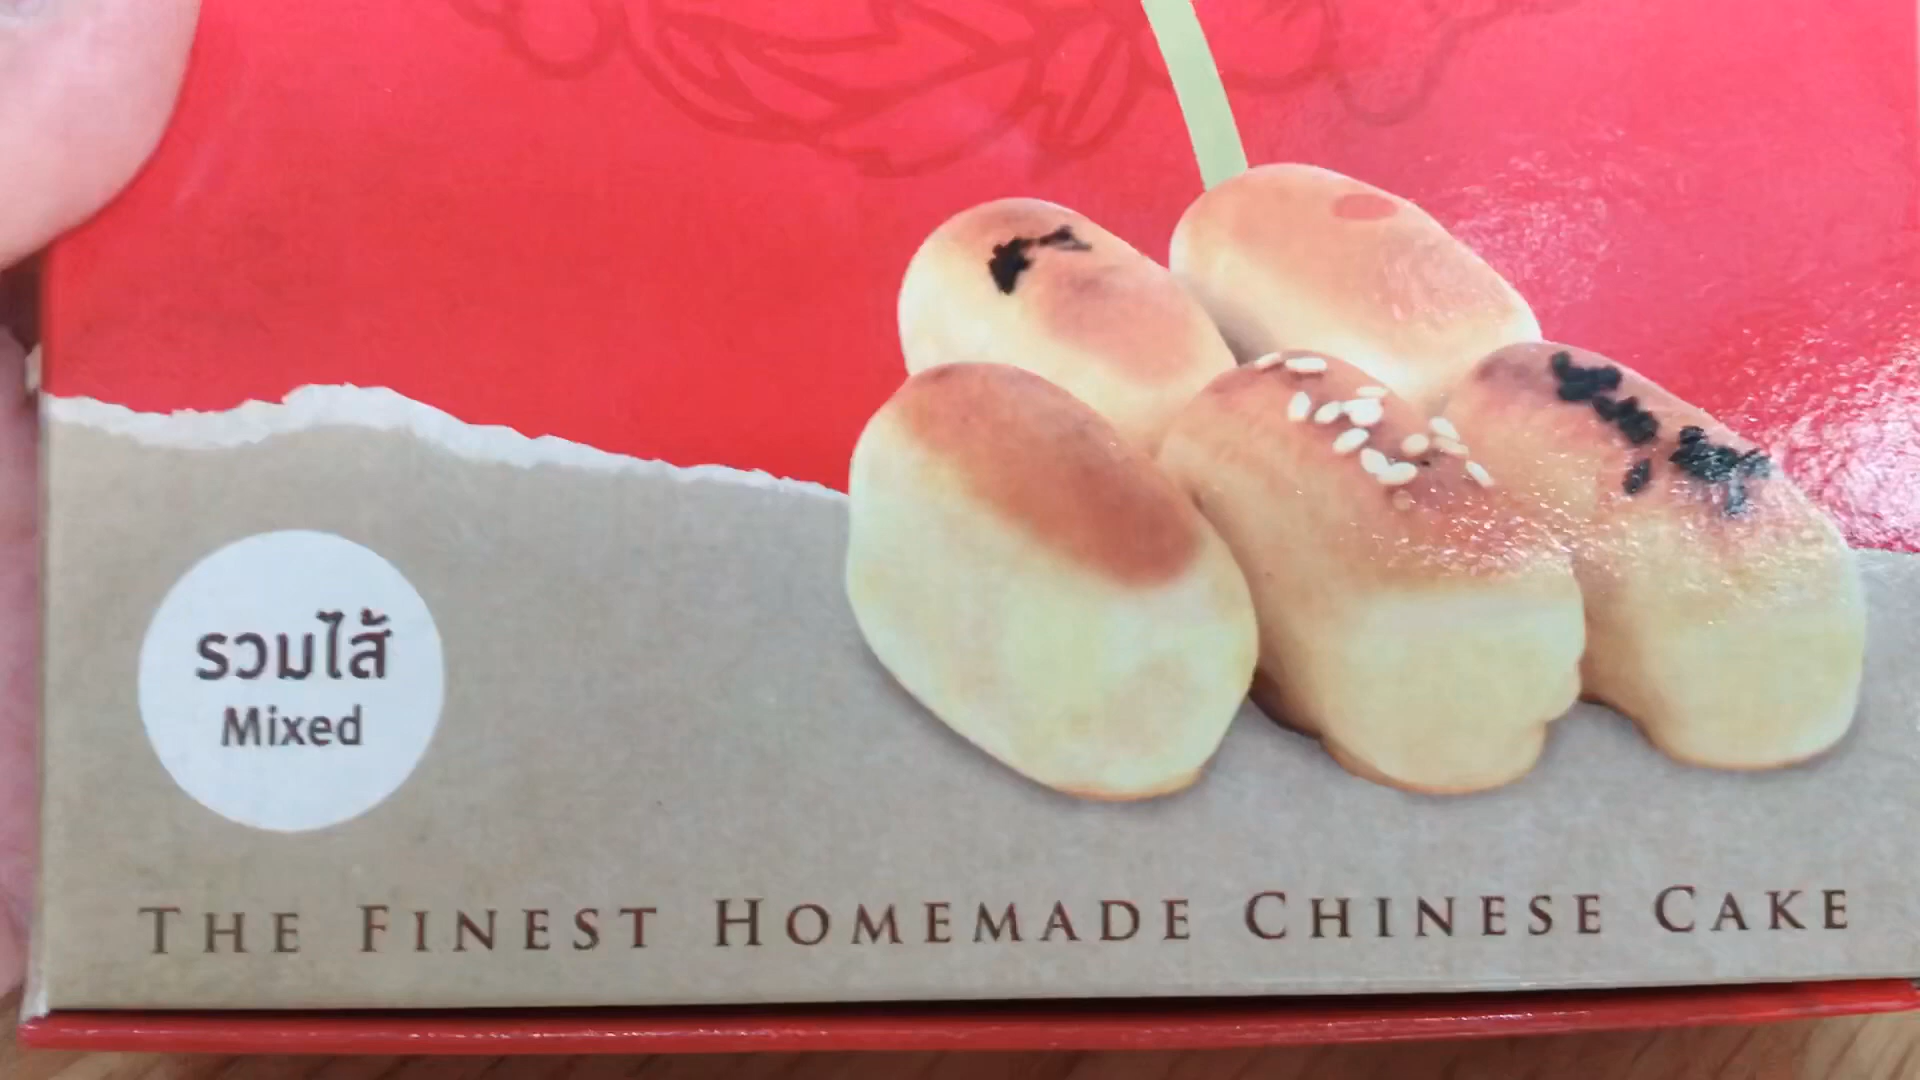 รวมไส้
Mixed
THE FINEST HOMEMADE CHINESE CAKE